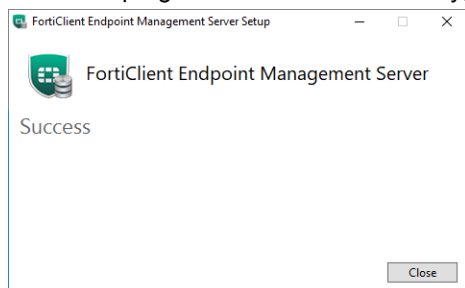 FortiClient Endpoint Management Server Setup
FortiClient Endpoint Management Server
Success
Close